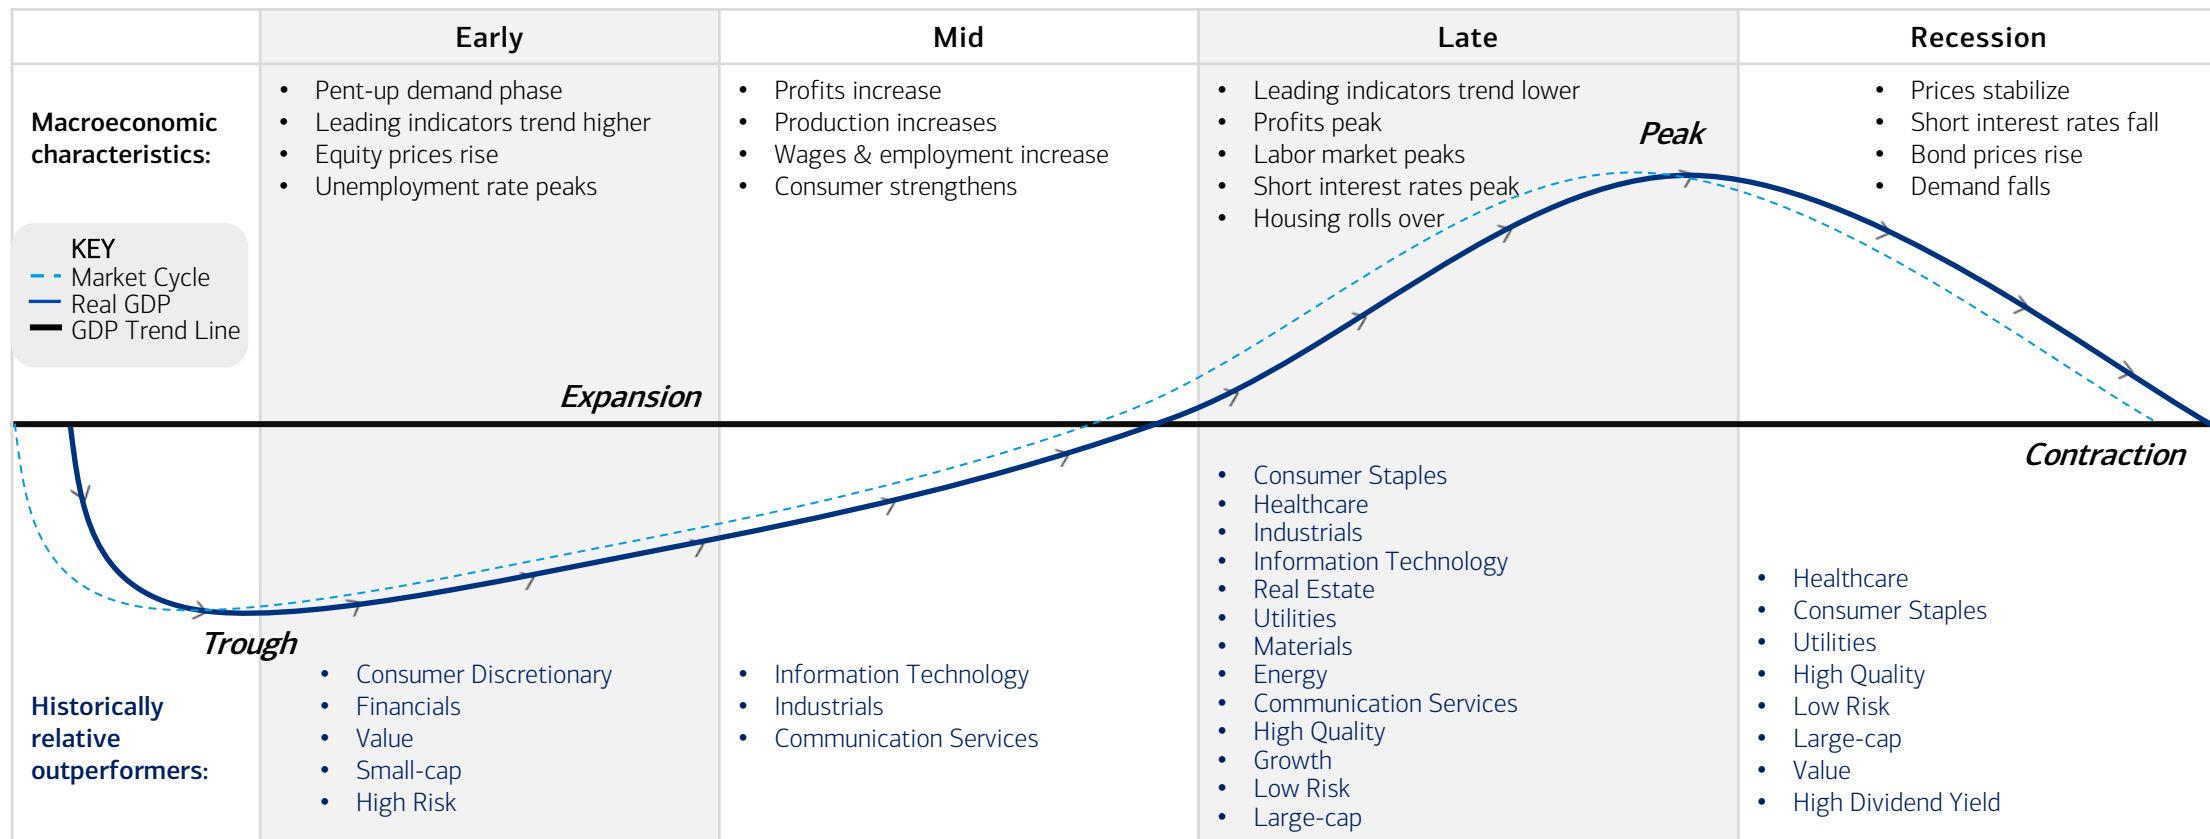 Early
Mid
Late
Recession
Macroeconomic
characteristics:
• Pent-up demand phase
• Leading indicators trend higher
• Equity prices rise
• Unemployment rate peaks
• Profits increase
• Production increases
• Wages & employment increase
• Consumer strengthens
• Leading indicators trend lower
• Profits peak
• Labor market peaks
• Short interest rates peak
• Housing rolls over
Peak
• Prices stabilize
• Short interest rates fall
• Bond prices rise
• Demand falls
KEY
Market Cycle
Real GDP
GDP Trend Line
Expansion
Contraction
Trough
Historically
relative
outperformers:
• Consumer Discretionary
• Financials
• Value
• Small-cap
• High Risk
• Information Technology
• Industrials
• Communication Services
• Consumer Staples
• Healthcare
• Industrials
• Information Technology
• Real Estate
• Utilities
• Materials
• Energy
• Communication Services
• High Quality
• Growth
• Low Risk
• Large-cap
• Healthcare
• Consumer Staples
• Utilities
• High Quality
• Low Risk
• Large-cap
• Value
• High Dividend Yield